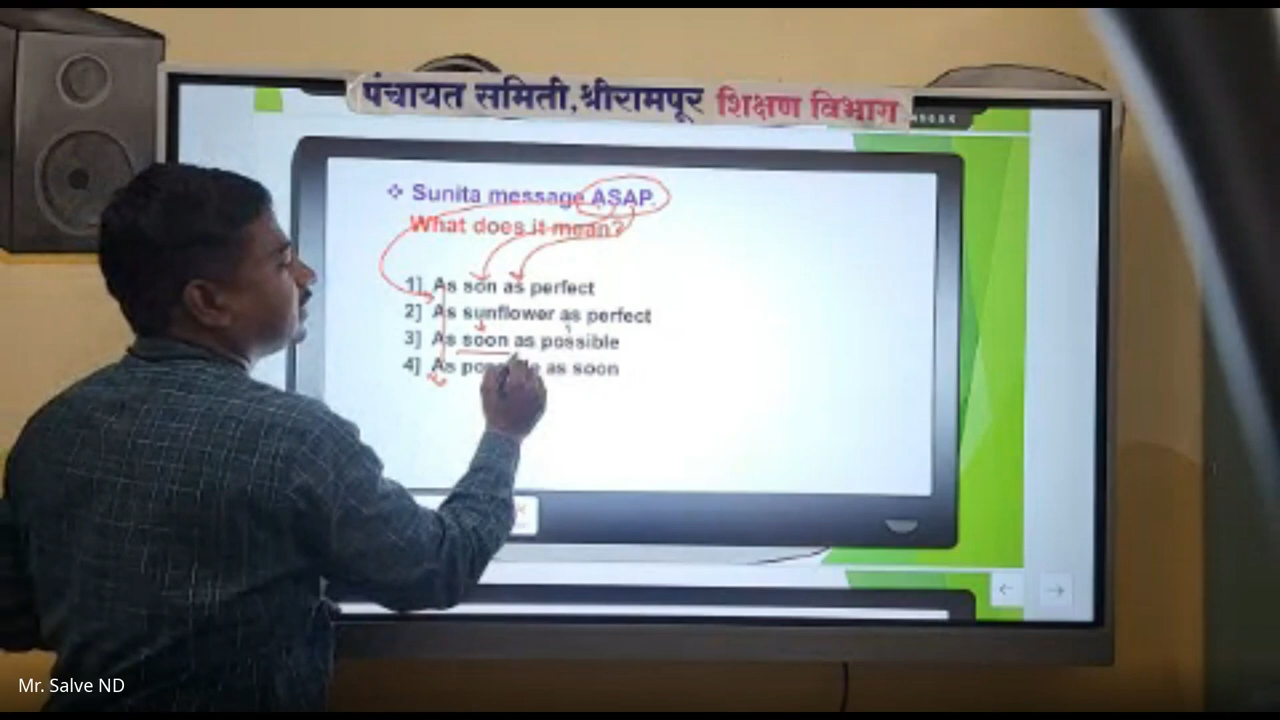 पंचायत समिती,श्रीरामपूर शिक्षण विभाग
❖ Sunita message ASAP.
What does it mean?
1] As son as perfect
2] As sunflower as perfect
3] As soon as possible
4] As as soon
Mr. Salve ND